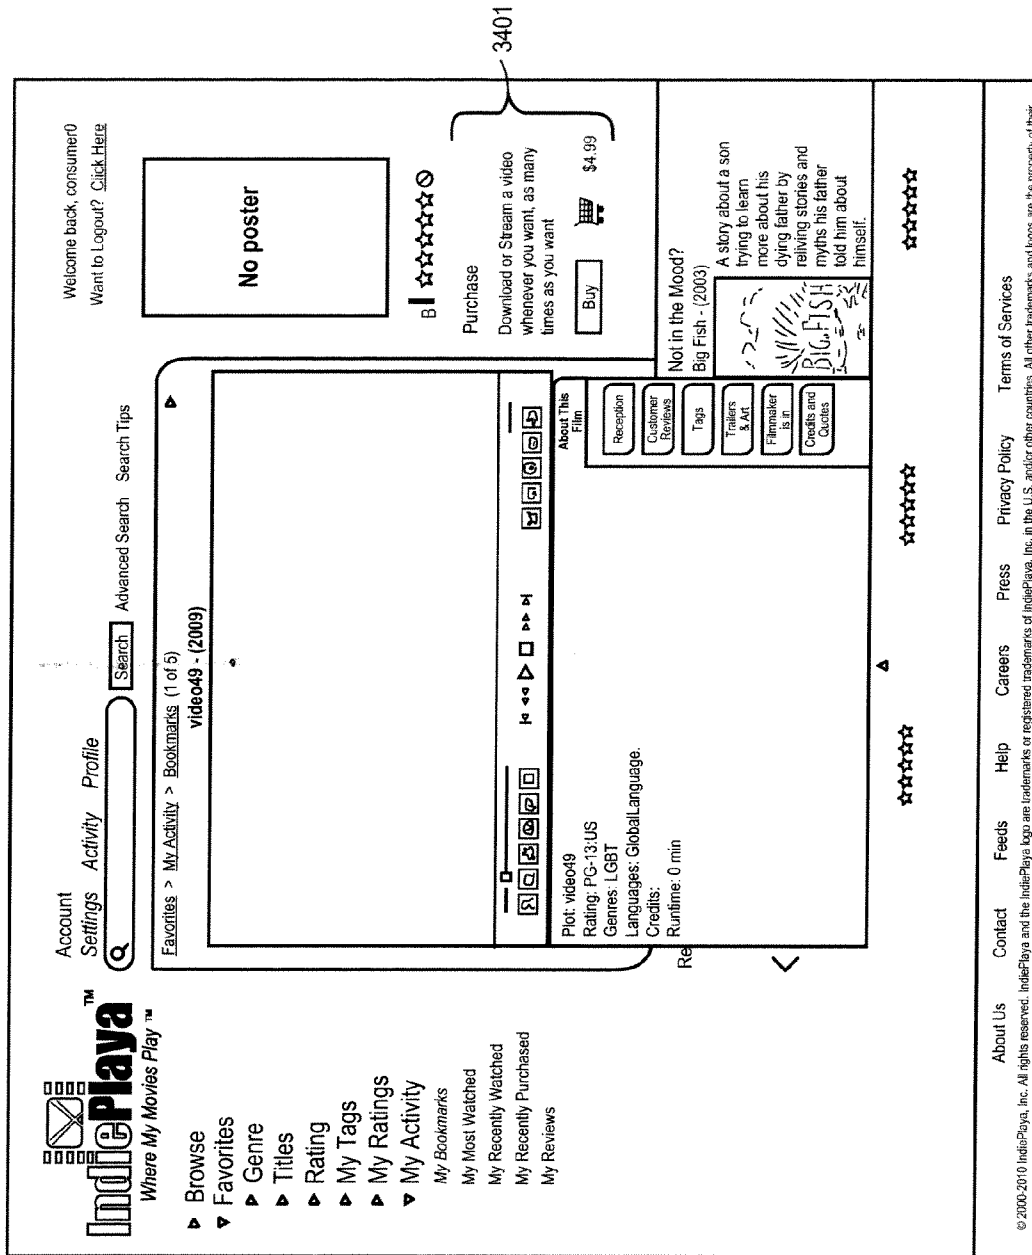 IndiePlaya™
Where My Movies Play™
Account
Settings Activity Profile
Search Advanced Search Search Tips
Welcome back, consumer0
Want to Logout? Click Here
Browse
Favorites
Genre
Titles
Rating
My Tags
My Ratings
My Activity
My Bookmarks
My Most Watched
My Recently Watched
My Recently Purchased
My Reviews
Favorites > My Activity > Bookmarks (1 of 5)
video49 - (2009)
No poster
B
Purchase
Download or Stream a video
whenever you want, as many
times as you want
Buy $4.99
3401
Plot: video49
Rating: PG-13:US
Genres: LGBT
Languages: GlobalLanguage.
Credits:
Runtime: 0 min
About This
Film
Reception
Customer
Reviews
Tags
Trailers
& Art
Filmmaker
is in
Credits and
Quotes
Not in the Mood?
Big Fish - (2003)
A story about a son
trying to learn
more about his
dying father by
reliving stories and
myths his father
told him about
himself.
BIG FISH
Re
About Us Contact Feeds Help Careers Press Privacy Policy Terms of Services
© 2000-2010 IndiePlaya, Inc. All rights reserved. IndiePlaya and the IndiePlaya logo are trademarks or registered trademarks of IndiePlaya, Inc. in the U.S. and/or other countries. All other trademarks and logos are the property of their